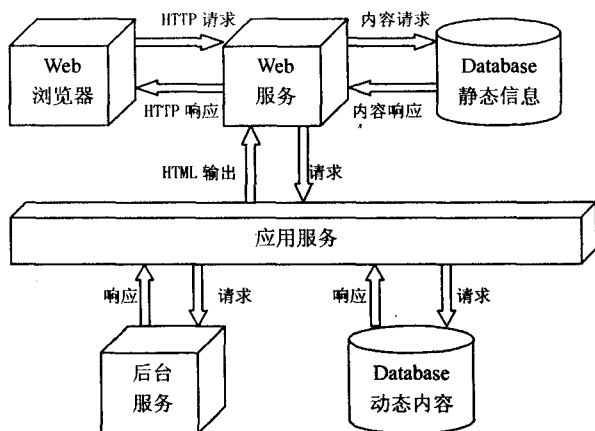 HTTP 请求
内容请求
Web
浏览器
Web
服务
Database
静态信息
HTTP 响应
内容响应
HTML 输出
请求
应用服务
响应
请求
响应
请求
后台
服务
Database
动态内容